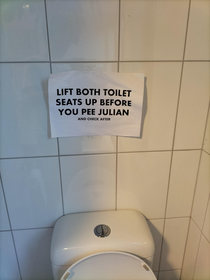 LIFT BOTH TOILET
SEATS UP BEFORE
YOU PEE JULIAN
AND CHECK AFTER